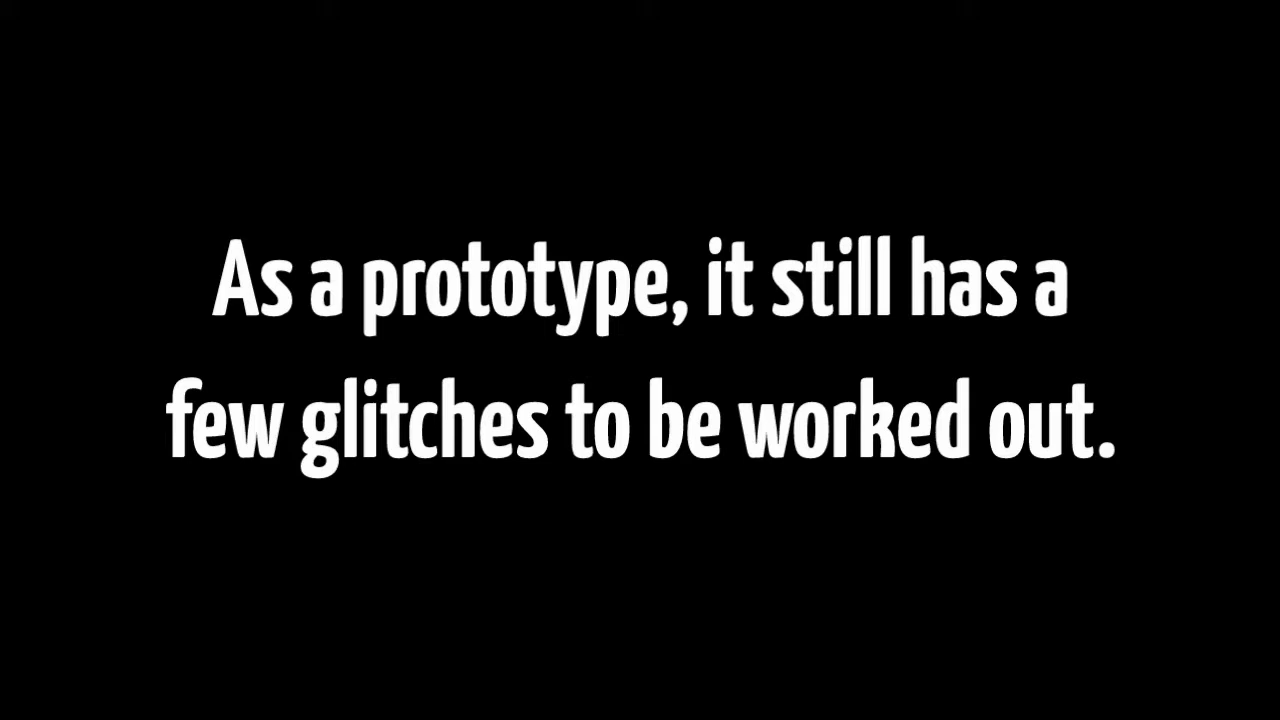 As a prototype, it still has a
few glitches to be worked out.